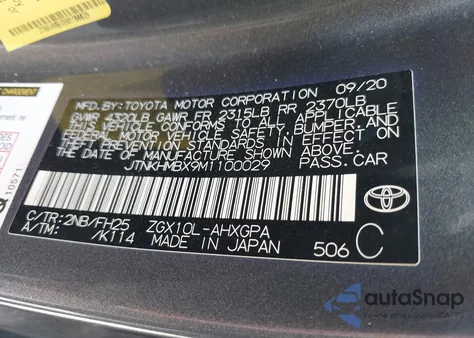 MFD.BY:TOYOTA MOTOR CORPORATION 09/20
GVWR 4320LB GAWR FR 2315LB RR 2370LB
THIS VEHICLE CONFORMS TO ALL APPLICABLE
FEDERAL MOTOR VEHICLE SAFETY, BUMPER, AND
THEFT PREVENTION STANDARDS IN EFFECT ON
THE DATE OF MANUFACTURE SHOWN ABOVE.
JTNKHMBX9M1100029 PASS.CAR
C/TR:2NB/FH25 ZGX10L-AHXGPA
A/TM: /K114 MADE IN JAPAN 506 C
TOYOTA
10571
autoSnap